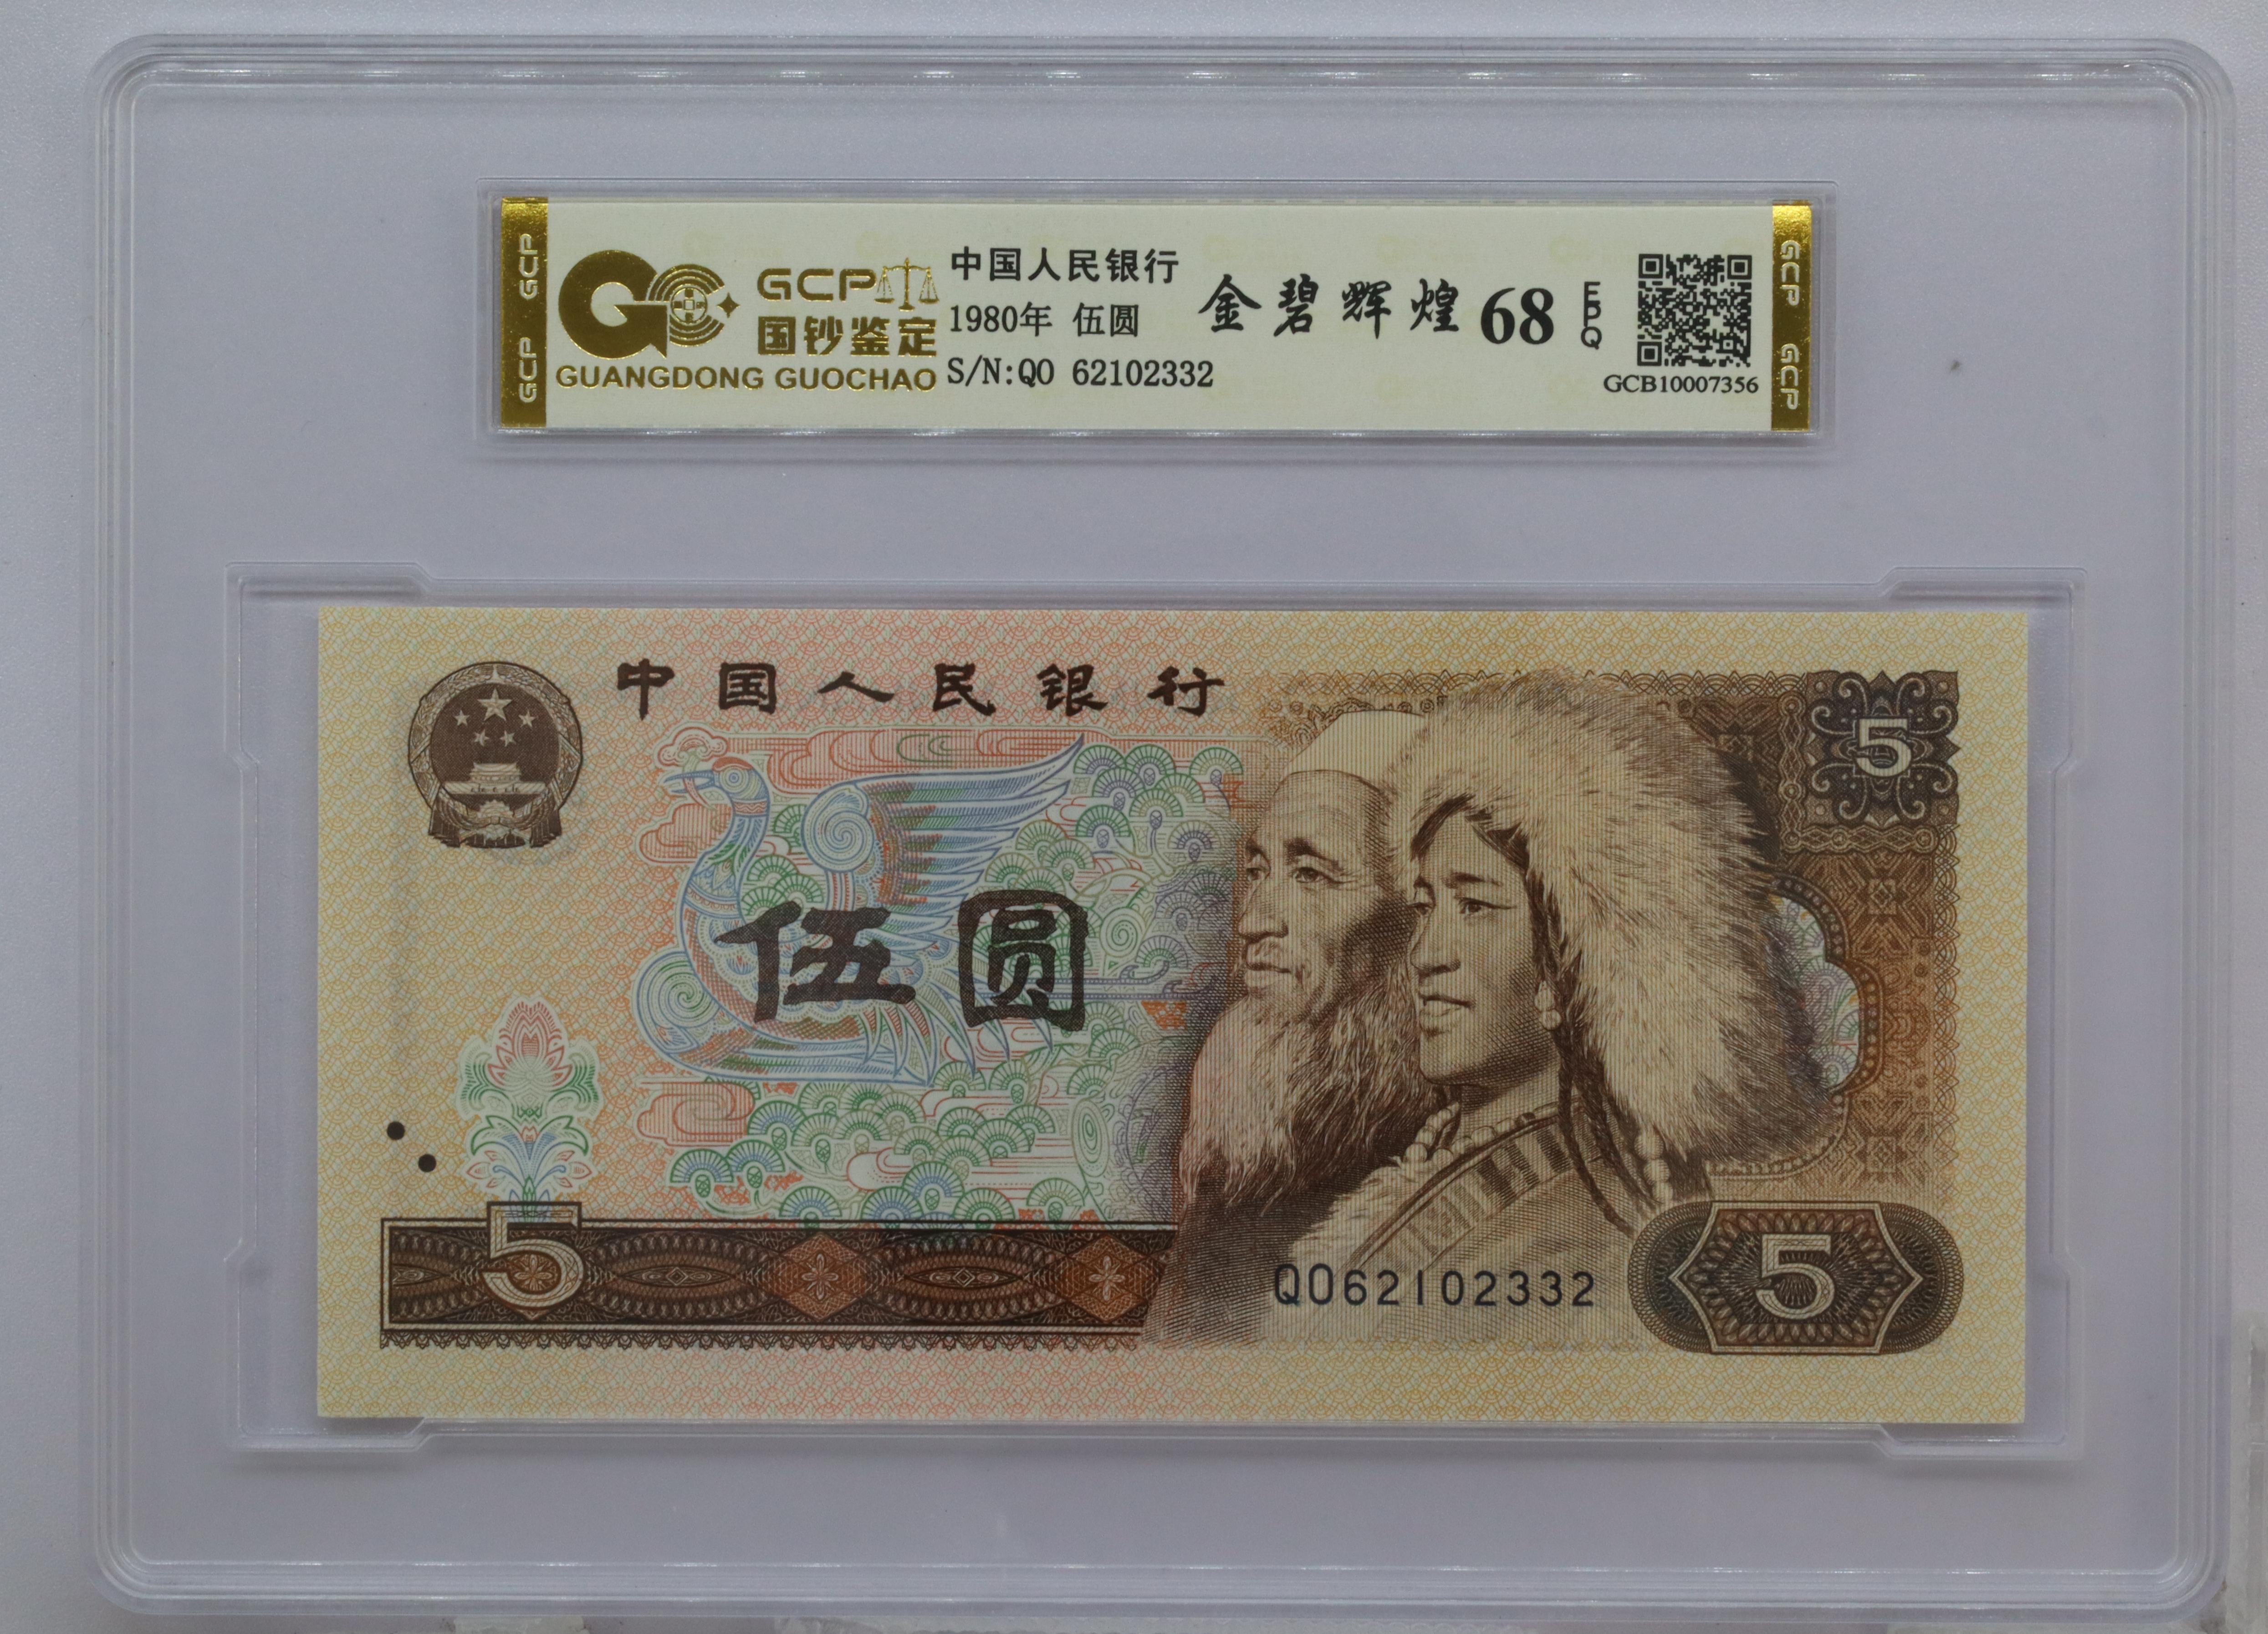 GCP GCP
GCP
国钞鉴定
GUANGDONG GUOCHAO
中国人民银行
1980年 伍圆
S/N:QO 62102332
金碧辉煌 68
EPQ
GCB10007356
GCP GCP
中国人民银行
5
伍圆
5
QO62102332
5